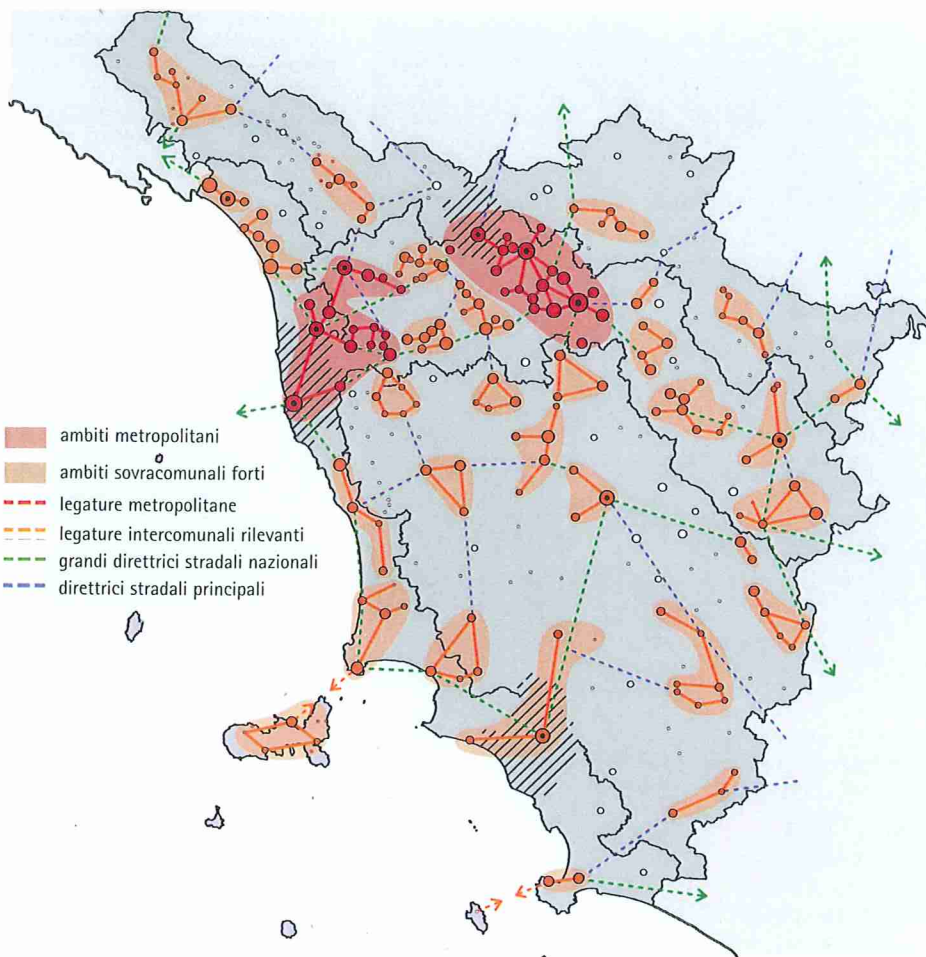 ambiti metropolitani
ambiti sovracomunali forti
legature metropolitane
legature intercomunali rilevanti
grandi direttrici stradali nazionali
direttrici stradali principali